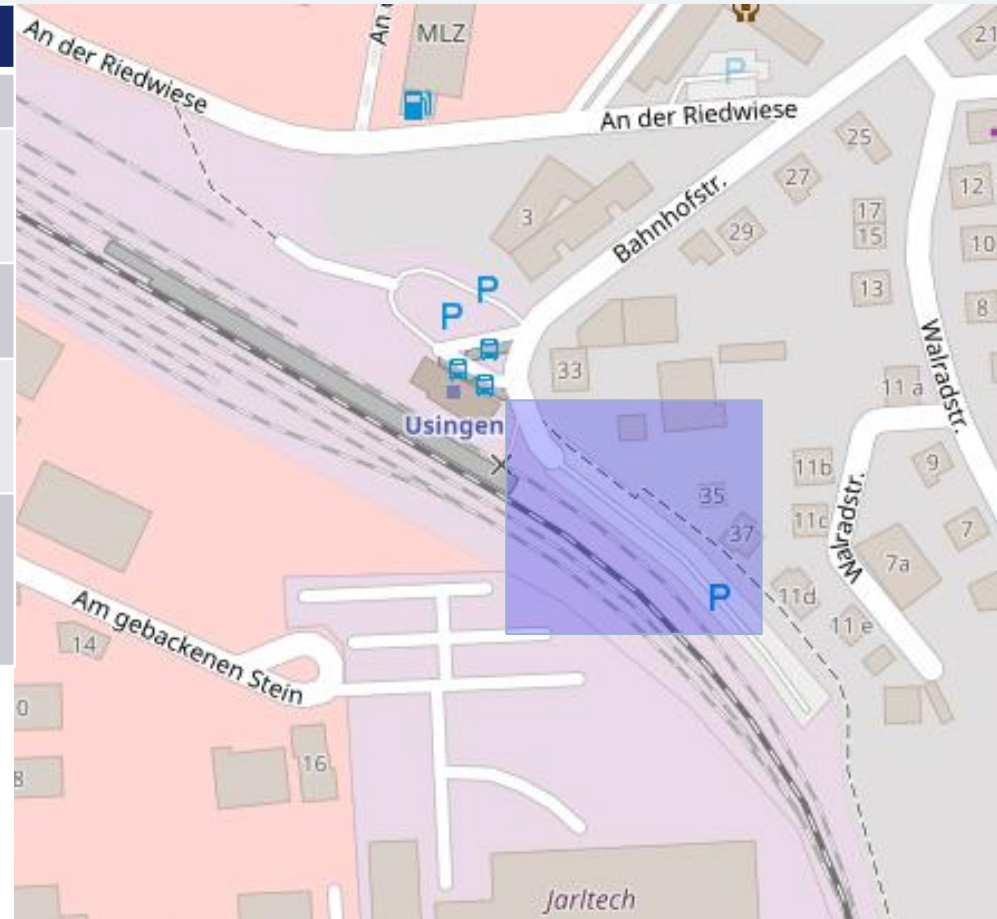 An der Riedwiese
An d
MLZ
P
An der Riedwiese
21
25
27
12
3
Bahnhofstr.
29
17
15
10
13
8
P
P
Walradstr.
33
11 a
Usingen
9
11b
35
11c
Walradstr.
7
37
7a
P
11d
Am gebackenen Stein
11 e
14
0
16
8
Jarltech